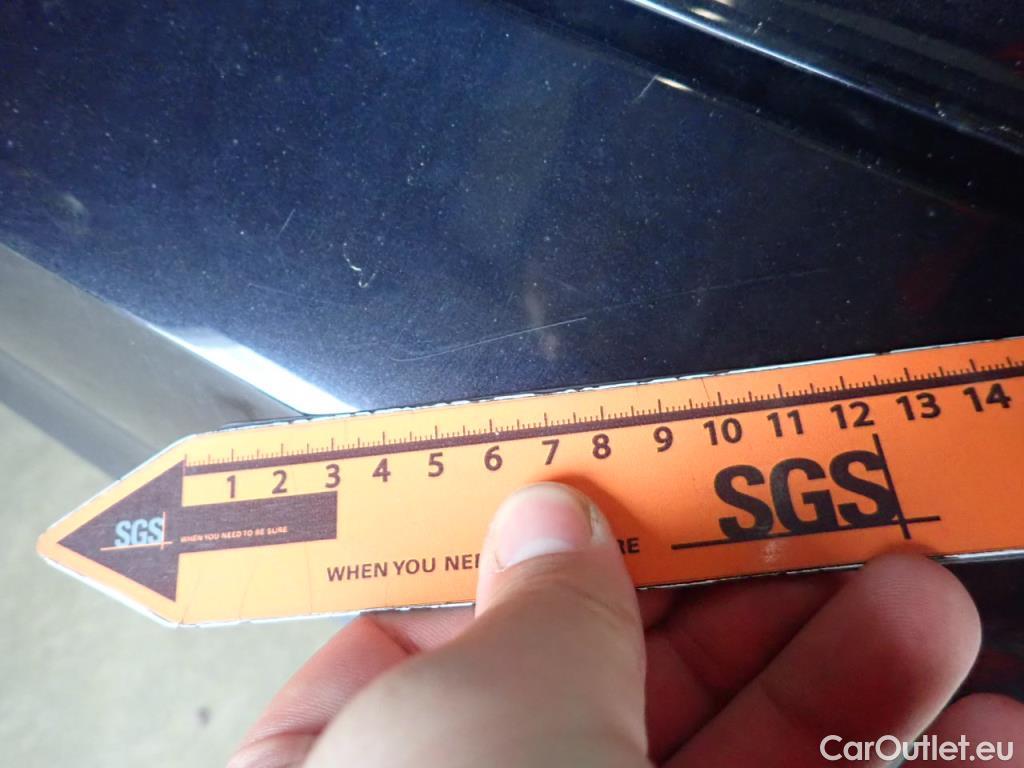 1 2 3 4 5 6 7 8 9 10 11 12 13 14
SGS
WHEN YOU NEED TO BE SURE
SGS
WHEN YOU NEE RE
CarOutlet.eu